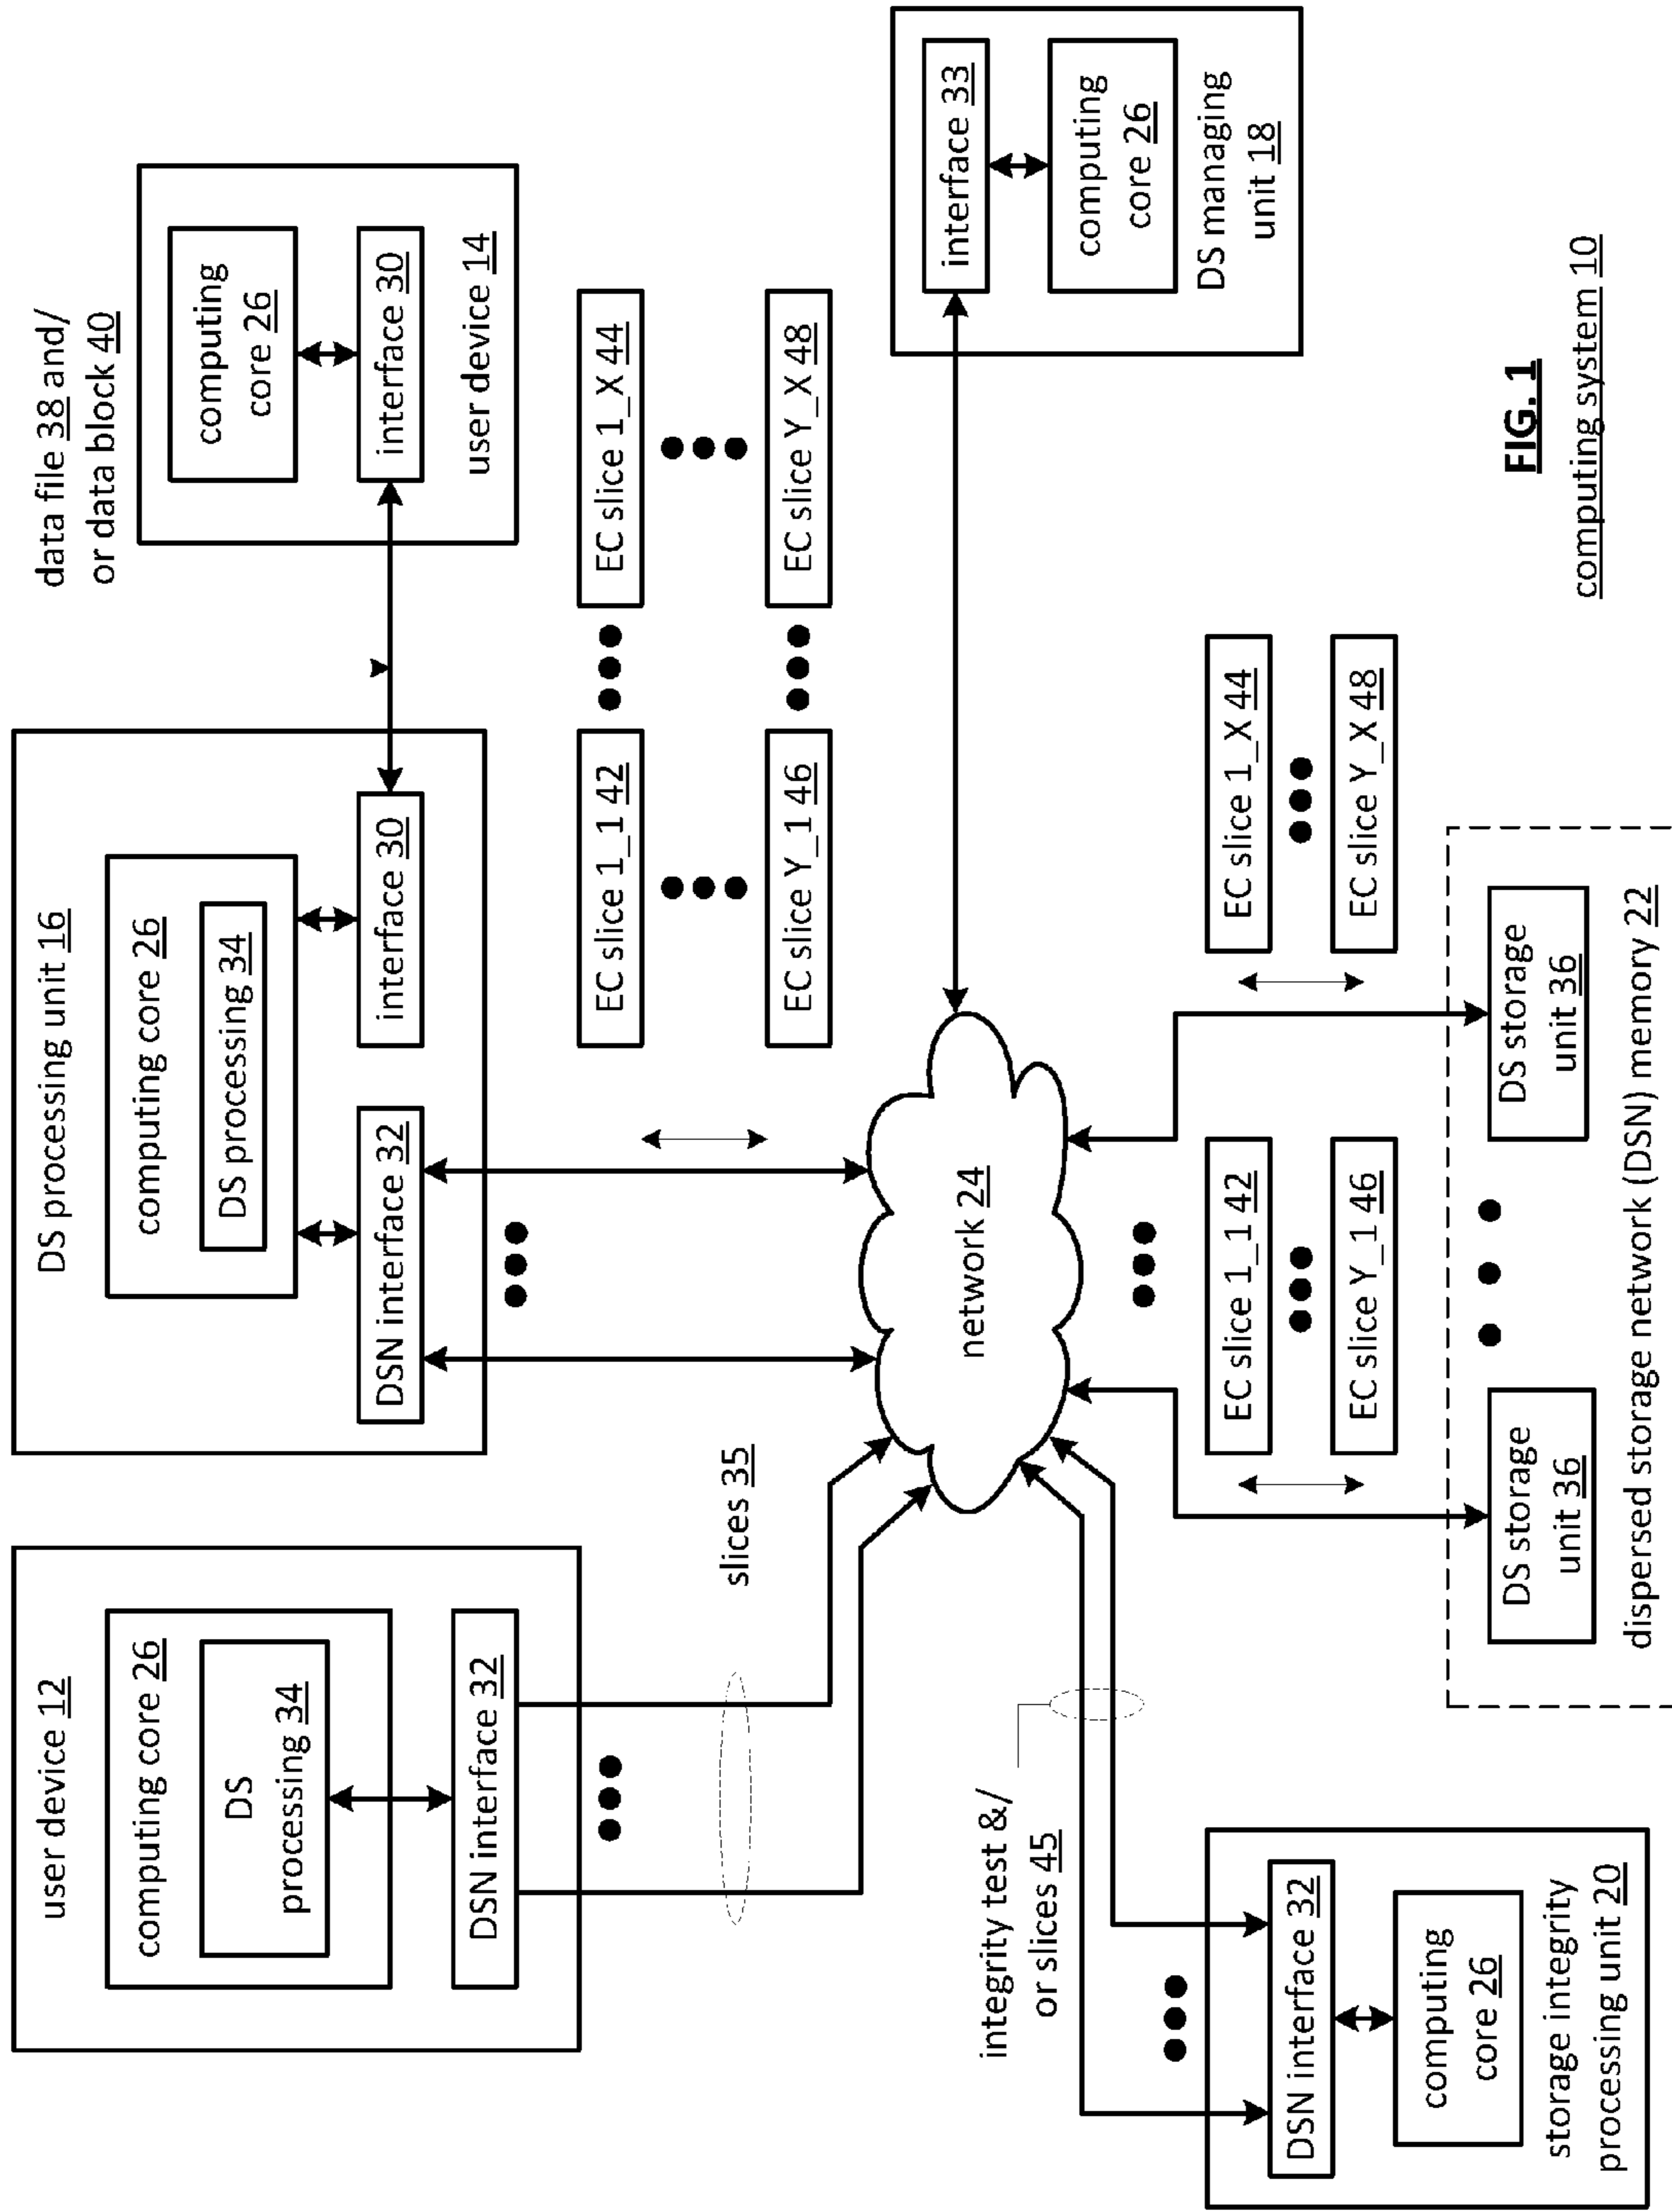 user device 12
computing core 26
DS
processing 34
DSN interface 32
DS processing unit 16
computing core 26
DS processing 34
DSN interface 32
interface 30
data file 38 and/
or data block 40
computing
core 26
interface 30
user device 14
slices 35
EC slice 1_1 42
EC slice 1_X 44
EC slice Y_1 46
EC slice Y_X 48
network 24
interface 33
computing
core 26
DS managing
unit 18
integrity test &/
or slices 45
DSN interface 32
computing
core 26
storage integrity
processing unit 20
EC slice 1_1 42
EC slice Y_1 46
EC slice 1_X 44
EC slice Y_X 48
DS storage
unit 36
DS storage
unit 36
dispersed storage network (DSN) memory 22
FIG. 1
computing system 10